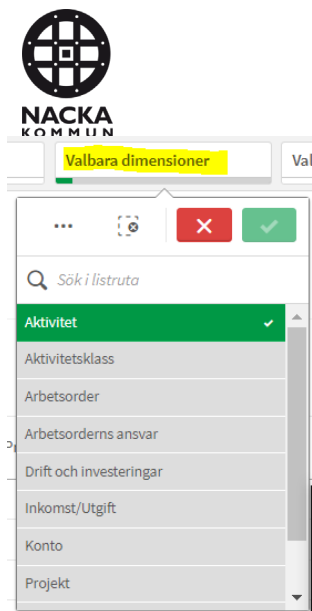 NACKA
KOMMUN
Valbara dimensioner
Val
Sök i listruta
Aktivitet
Aktivitetsklass
Arbetsorder
Arbetsorderns ansvar
Drift och investeringar
Inkomst/Utgift
Konto
Projekt